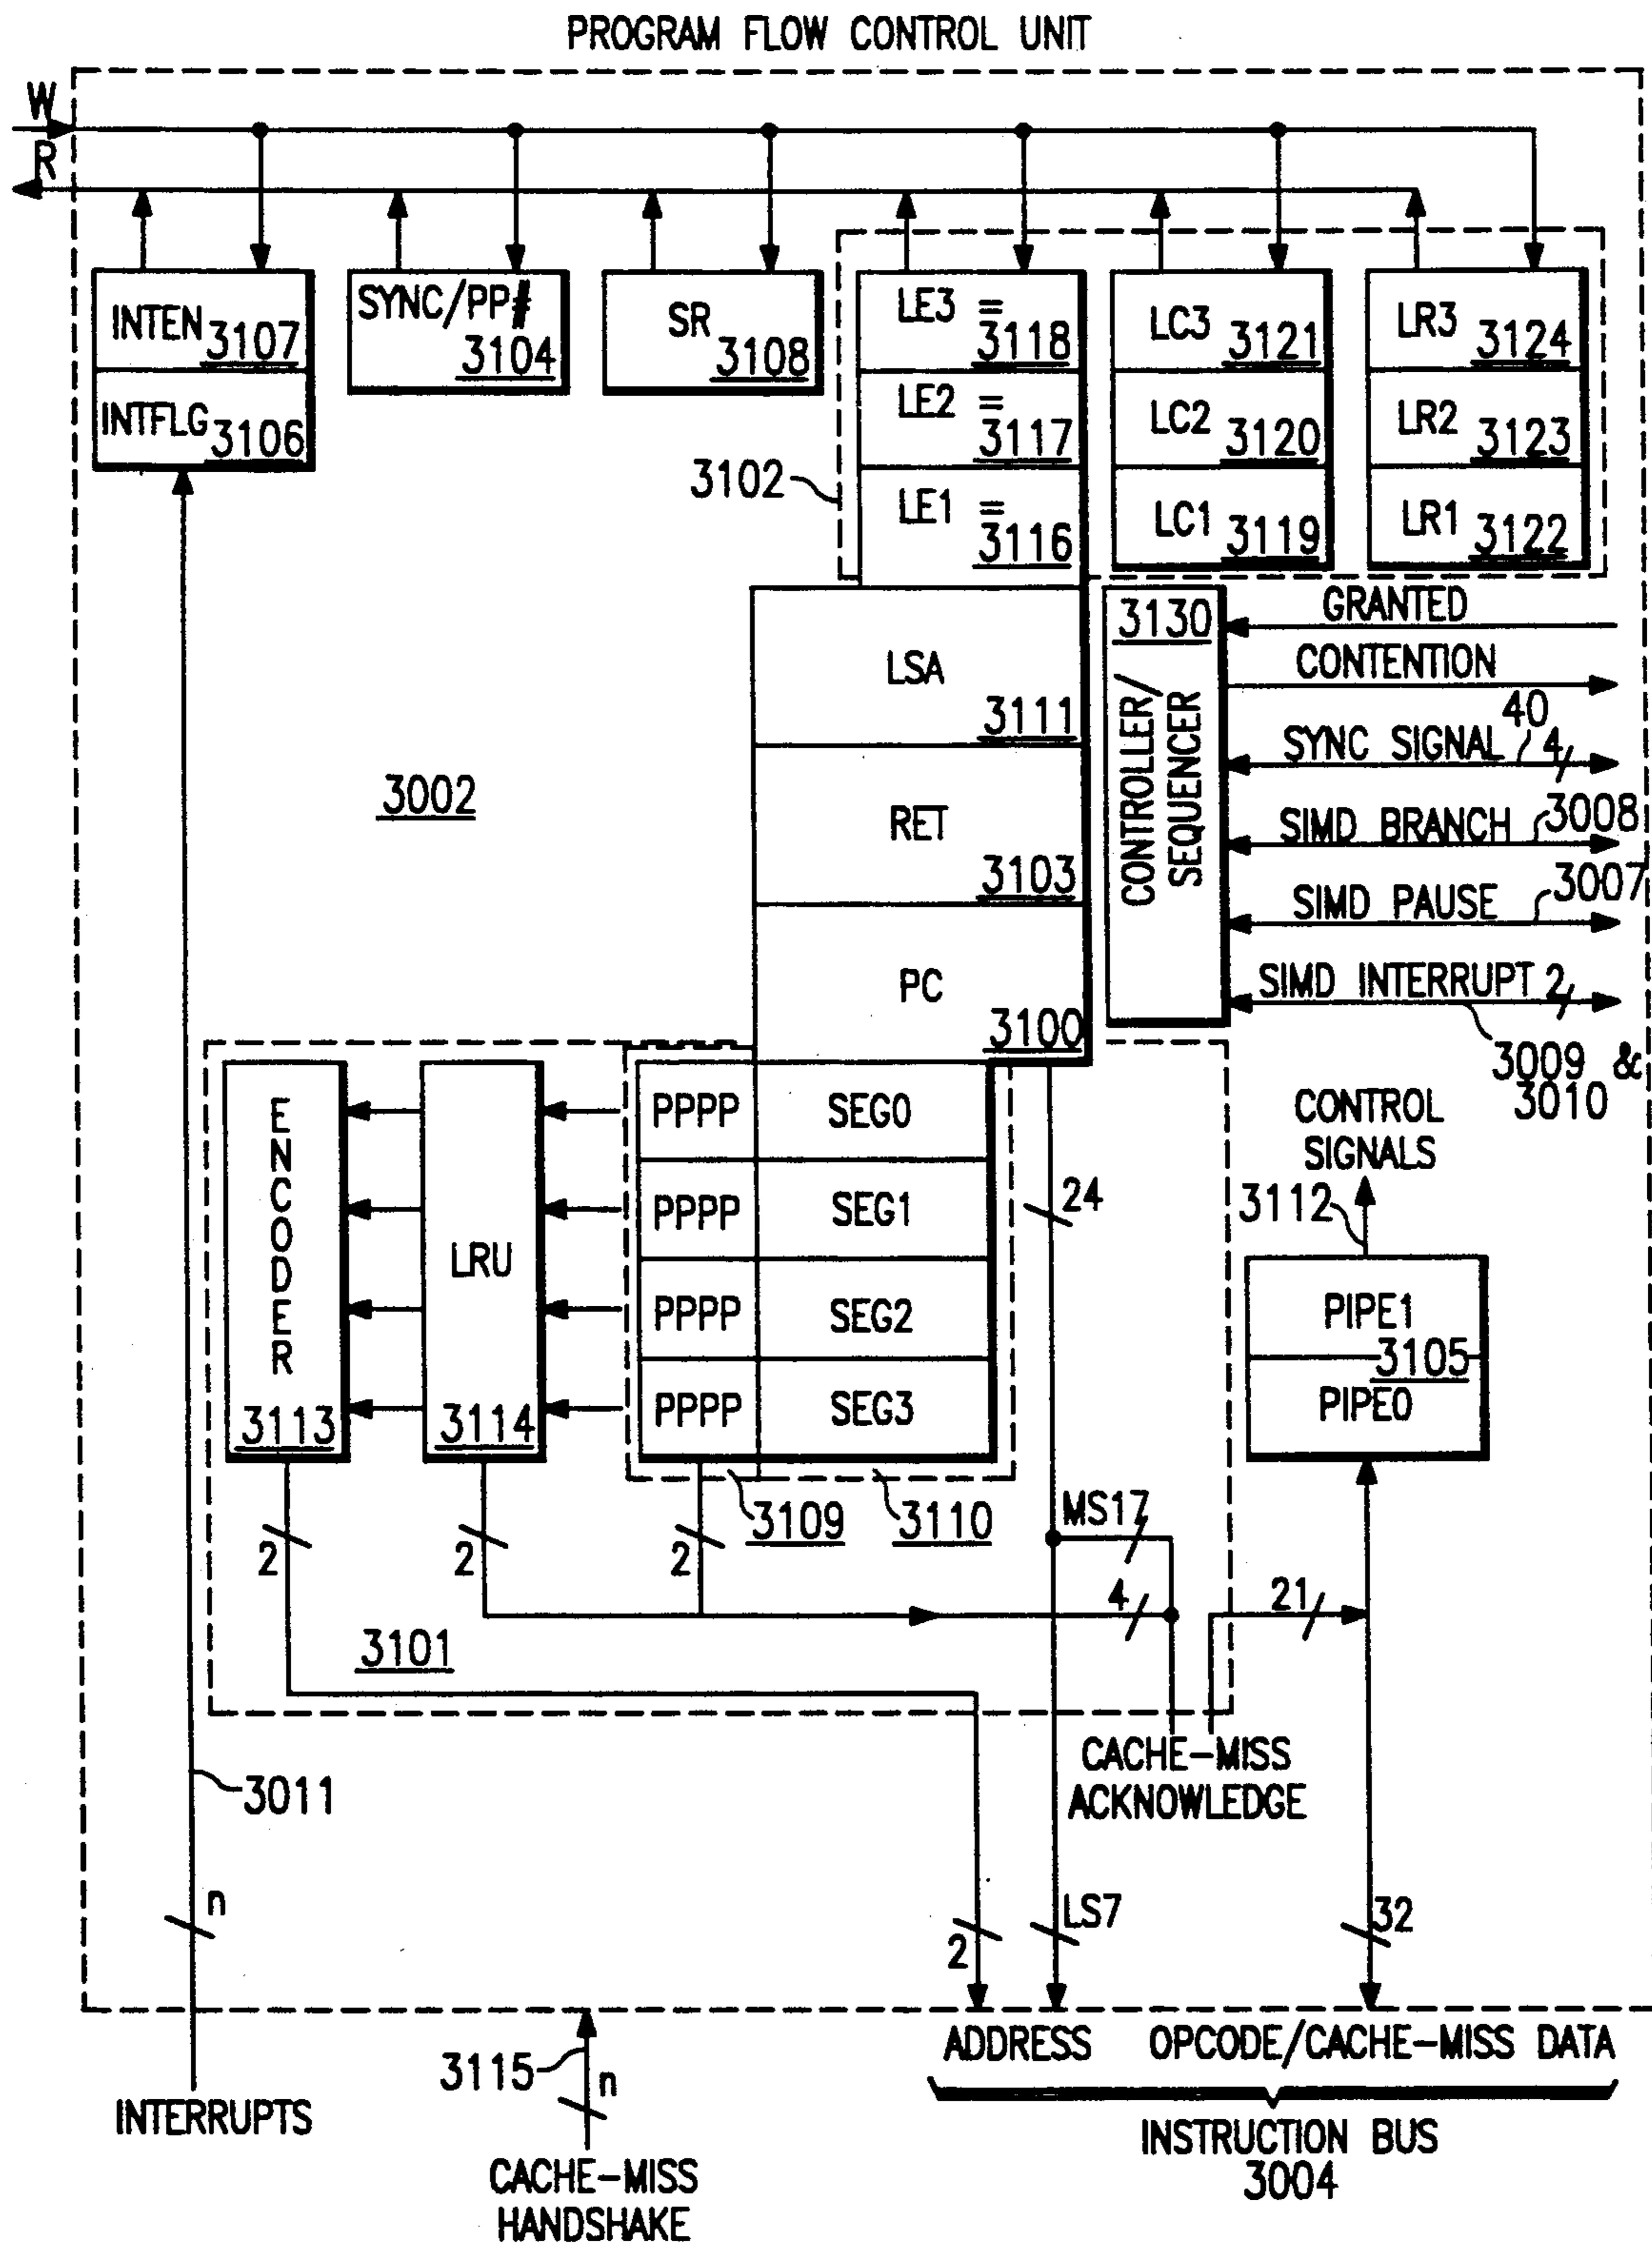 PROGRAM FLOW CONTROL UNIT
W
R
INTEN 3107
INTFLG 3106
SYNC/PP# 3104
SR 3108
LE3 = 3118
LE2 = 3117
LE1 = 3116
LC3 3121
LC2 3120
LC1 3119
LR3 3124
LR2 3123
LR1 3122
3102
LSA 3111
RET 3103
PC 3100
3002
3130
CONTROLLER/
SEQUENCER
GRANTED
CONTENTION
40
SYNC SIGNAL 4
SIMD BRANCH 3008
SIMD PAUSE 3007
SIMD INTERRUPT 2
3009 &
3010
CONTROL
SIGNALS
3112
PIPE1
3105
PIPE0
ENCODER
3113
LRU
3114
PPPP SEG0
PPPP SEG1
PPPP SEG2
PPPP SEG3
3109
3110
24
2
2
2
MS17
4
21
3101
CACHE-MISS
ACKNOWLEDGE
3011
n
2
LS7
32
3115
n
INTERRUPTS
CACHE-MISS
HANDSHAKE
ADDRESS
OPCODE/CACHE-MISS DATA
INSTRUCTION BUS
3004